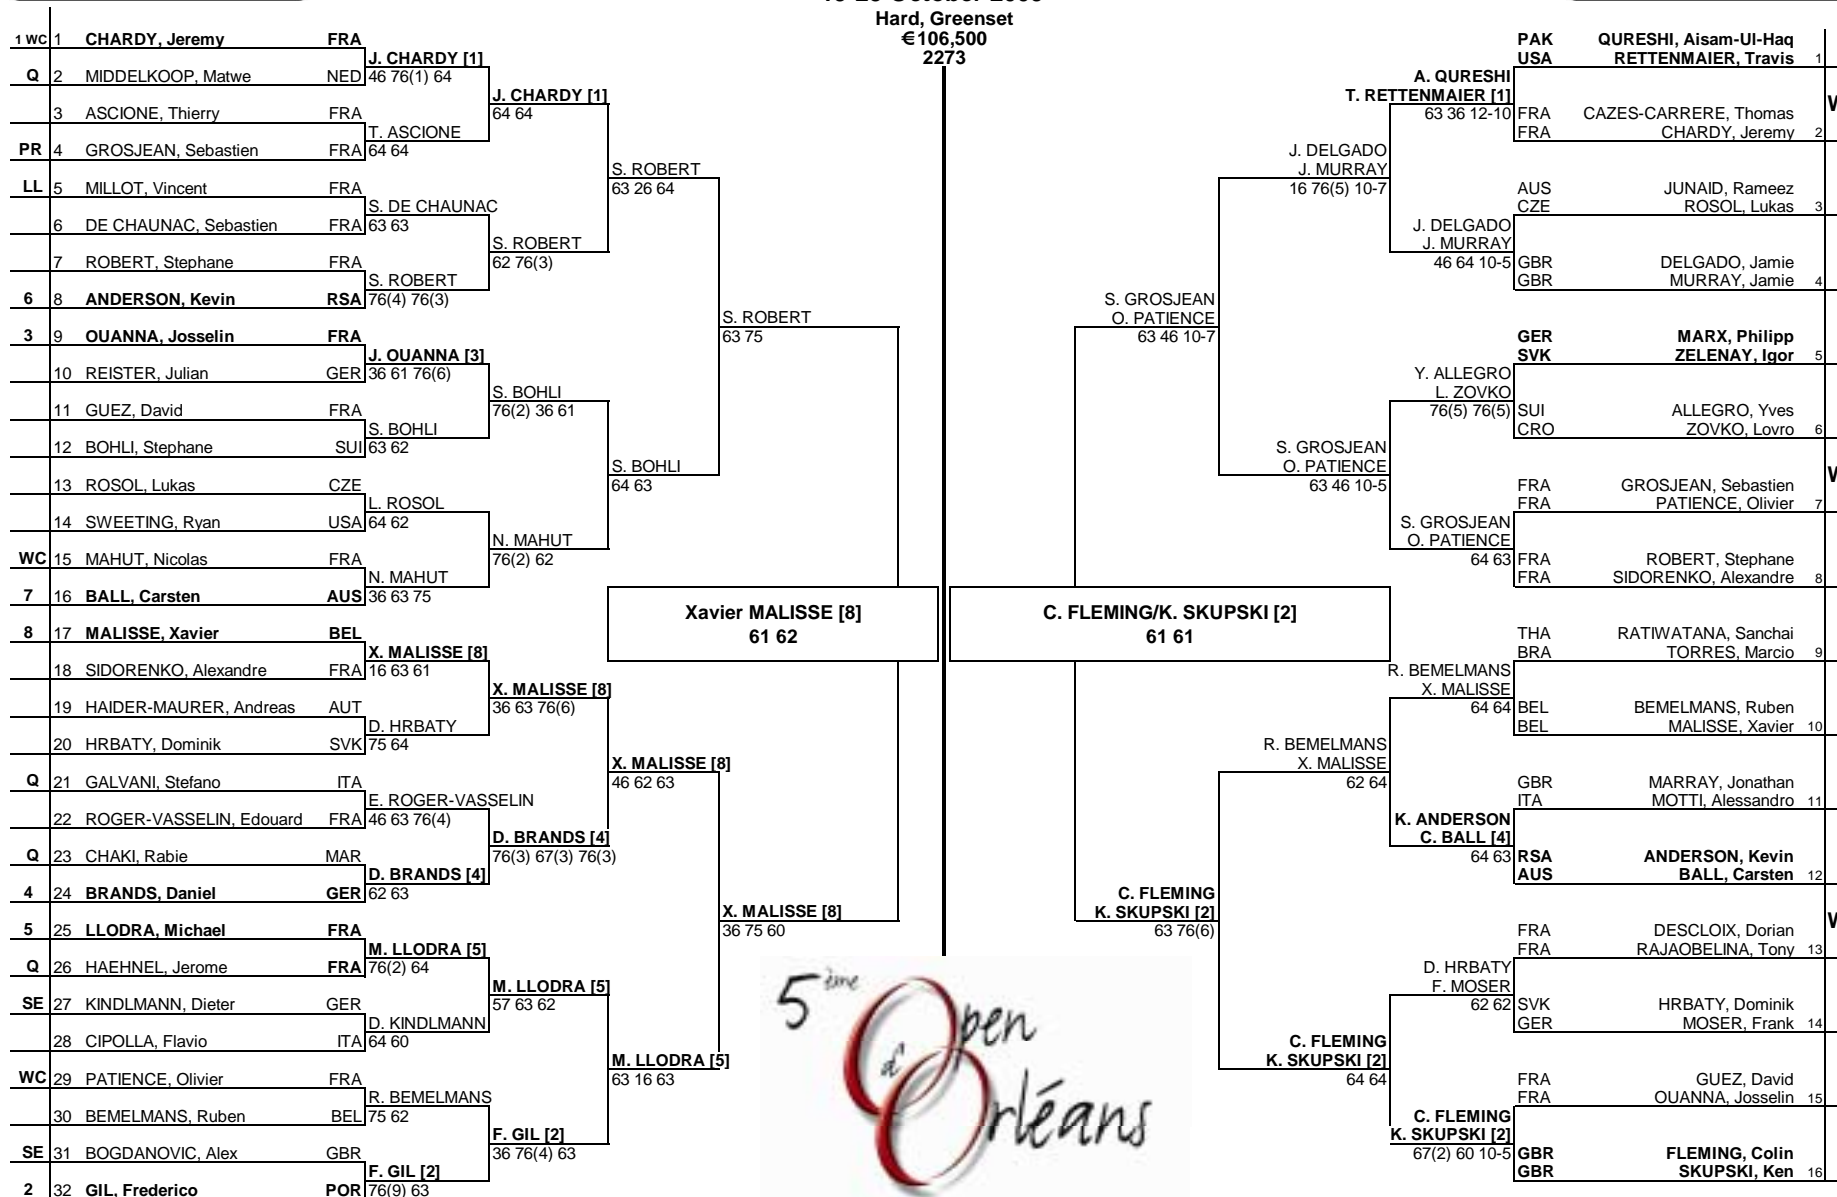 Hard, Greenset
€106,500
2273
1 WC 1 CHARDY, Jeremy FRA
J. CHARDY [1]
Q 2 MIDDELKOOP, Matwe NED 46 76(1) 64
J. CHARDY [1]
3 ASCIONE, Thierry FRA 64 64
T. ASCIONE
PR 4 GROSJEAN, Sebastien FRA 64 64
S. ROBERT
LL 5 MILLOT, Vincent FRA 63 26 64
S. DE CHAUNAC
6 DE CHAUNAC, Sebastien FRA 63 63
S. ROBERT
7 ROBERT, Stephane FRA 62 76(3)
S. ROBERT
6 8 ANDERSON, Kevin RSA 76(4) 76(3)
S. ROBERT
3 9 OUANNA, Josselin FRA 63 75
J. OUANNA [3]
10 REISTER, Julian GER 36 61 76(6)
S. BOHLI
11 GUEZ, David FRA 76(2) 36 61
S. BOHLI
12 BOHLI, Stephane SUI 63 62
S. BOHLI
13 ROSOL, Lukas CZE 64 63
L. ROSOL
14 SWEETING, Ryan USA 64 62
N. MAHUT
WC 15 MAHUT, Nicolas FRA 76(2) 62
N. MAHUT
7 16 BALL, Carsten AUS 36 63 75
Xavier MALISSE [8]
61 62
8 17 MALISSE, Xavier BEL
X. MALISSE [8]
18 SIDORENKO, Alexandre FRA 16 63 61
X. MALISSE [8]
19 HAIDER-MAURER, Andreas AUT 36 63 76(6)
D. HRBATY
20 HRBATY, Dominik SVK 75 64
X. MALISSE [8]
Q 21 GALVANI, Stefano ITA 46 62 63
E. ROGER-VASSELIN
22 ROGER-VASSELIN, Edouard FRA 46 63 76(4)
D. BRANDS [4]
Q 23 CHAKI, Rabie MAR 76(3) 67(3) 76(3)
D. BRANDS [4]
4 24 BRANDS, Daniel GER 62 63
X. MALISSE [8]
5 25 LLODRA, Michael FRA 36 75 60
M. LLODRA [5]
Q 26 HAEHNEL, Jerome FRA 76(2) 64
M. LLODRA [5]
SE 27 KINDLMANN, Dieter GER 57 63 62
D. KINDLMANN
28 CIPOLLA, Flavio ITA 64 60
M. LLODRA [5]
WC 29 PATIENCE, Olivier FRA 63 16 63
R. BEMELMANS
30 BEMELMANS, Ruben BEL 75 62
F. GIL [2]
SE 31 BOGDANOVIC, Alex GBR 36 76(4) 63
F. GIL [2]
2 32 GIL, Frederico POR 76(9) 63
PAK QURESHI, Aisam-Ul-Haq
USA RETTENMAIER, Travis 1
A. QURESHI
T. RETTENMAIER [1]
63 36 12-10 FRA CAZES-CARRERE, Thomas
FRA CHARDY, Jeremy 2
J. DELGADO
J. MURRAY
16 76(5) 10-7
AUS JUNAID, Rameez
CZE ROSOL, Lukas 3
J. DELGADO
J. MURRAY
46 64 10-5 GBR DELGADO, Jamie
GBR MURRAY, Jamie 4
S. GROSJEAN
O. PATIENCE
63 46 10-7
GER MARX, Philipp
SVK ZELENAY, Igor 5
Y. ALLEGRO
L. ZOVKO
76(5) 76(5) SUI ALLEGRO, Yves
CRO ZOVKO, Lovro 6
S. GROSJEAN
O. PATIENCE
63 46 10-5
FRA GROSJEAN, Sebastien
FRA PATIENCE, Olivier 7
S. GROSJEAN
O. PATIENCE
64 63 FRA ROBERT, Stephane
FRA SIDORENKO, Alexandre 8
C. FLEMING/K. SKUPSKI [2]
61 61
THA RATIWATANA, Sanchai
BRA TORRES, Marcio 9
R. BEMELMANS
X. MALISSE
64 64 BEL BEMELMANS, Ruben
BEL MALISSE, Xavier 10
R. BEMELMANS
X. MALISSE
62 64
GBR MARRAY, Jonathan
ITA MOTTI, Alessandro 11
K. ANDERSON
C. BALL [4]
64 63 RSA ANDERSON, Kevin
AUS BALL, Carsten 12
C. FLEMING
K. SKUPSKI [2]
63 76(6)
FRA DESCLOIX, Dorian
FRA RAJAOBELINA, Tony 13
D. HRBATY
F. MOSER
62 62 SVK HRBATY, Dominik
GER MOSER, Frank 14
C. FLEMING
K. SKUPSKI [2]
64 64
FRA GUEZ, David
FRA OUANNA, Josselin 15
C. FLEMING
K. SKUPSKI [2]
67(2) 60 10-5 GBR FLEMING, Colin
GBR SKUPSKI, Ken 16
5ème
Open
d'
Orléans